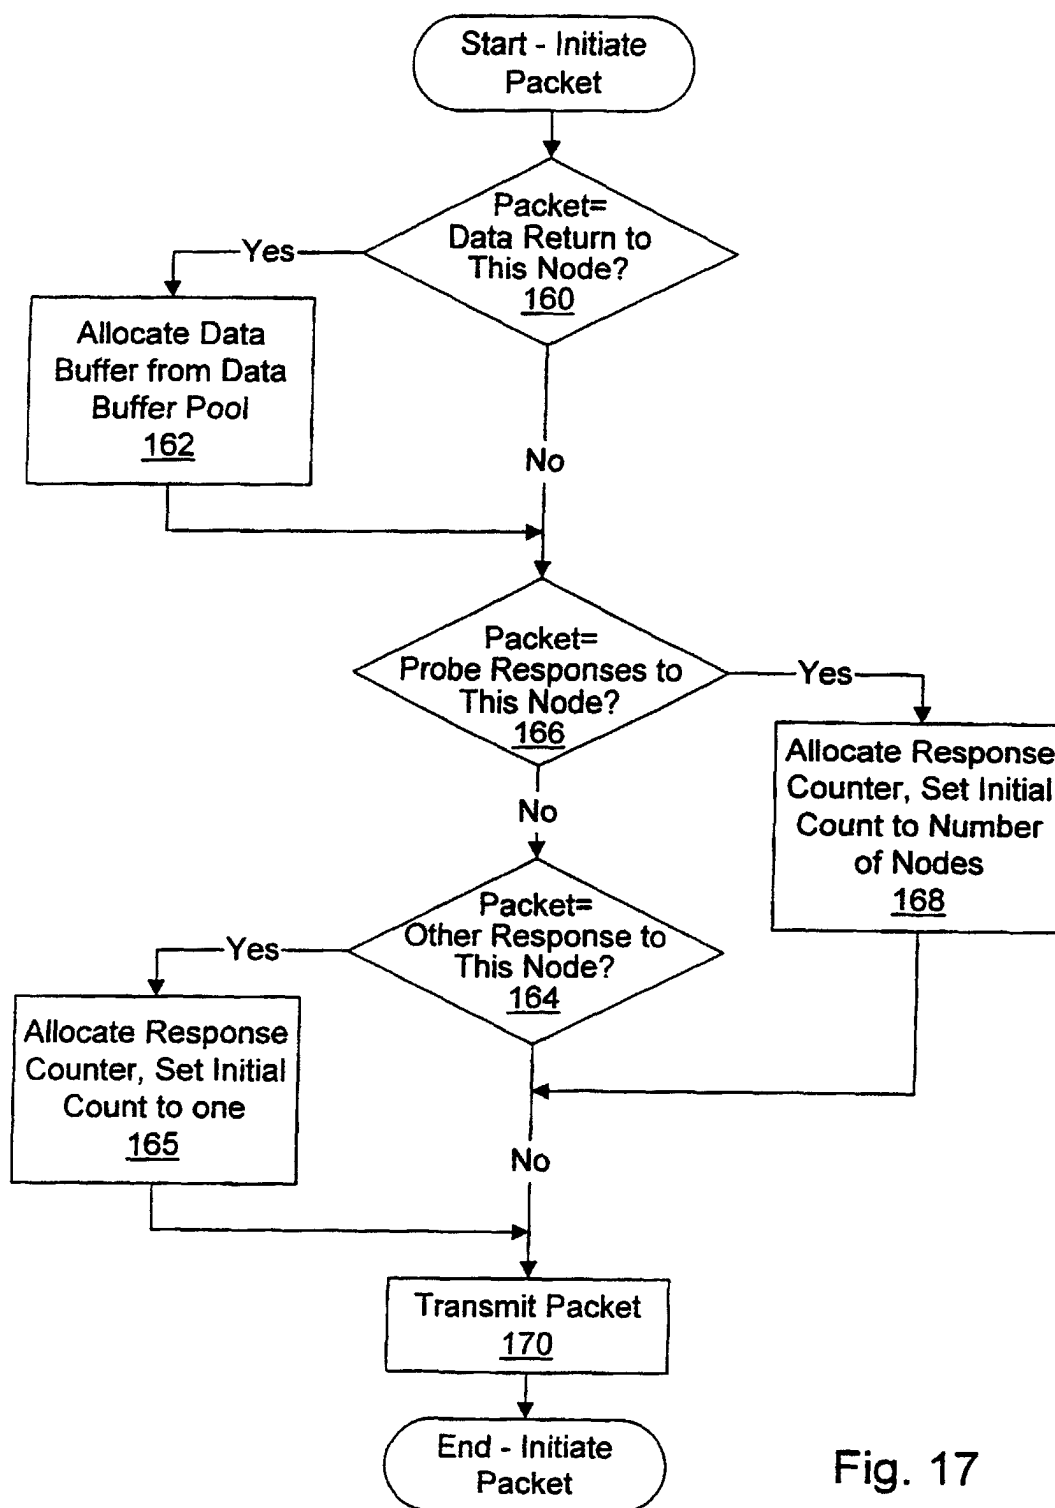 Start - Initiate
Packet
Packet=
Data Return to
This Node?
160
Yes
Allocate Data
Buffer from Data
Buffer Pool
162
No
Packet=
Probe Responses to
This Node?
166
Yes
Allocate Response
Counter, Set Initial
Count to Number
of Nodes
168
No
Packet=
Other Response to
This Node?
164
Yes
Allocate Response
Counter, Set Initial
Count to one
165
No
Transmit Packet
170
End - Initiate
Packet
Fig. 17